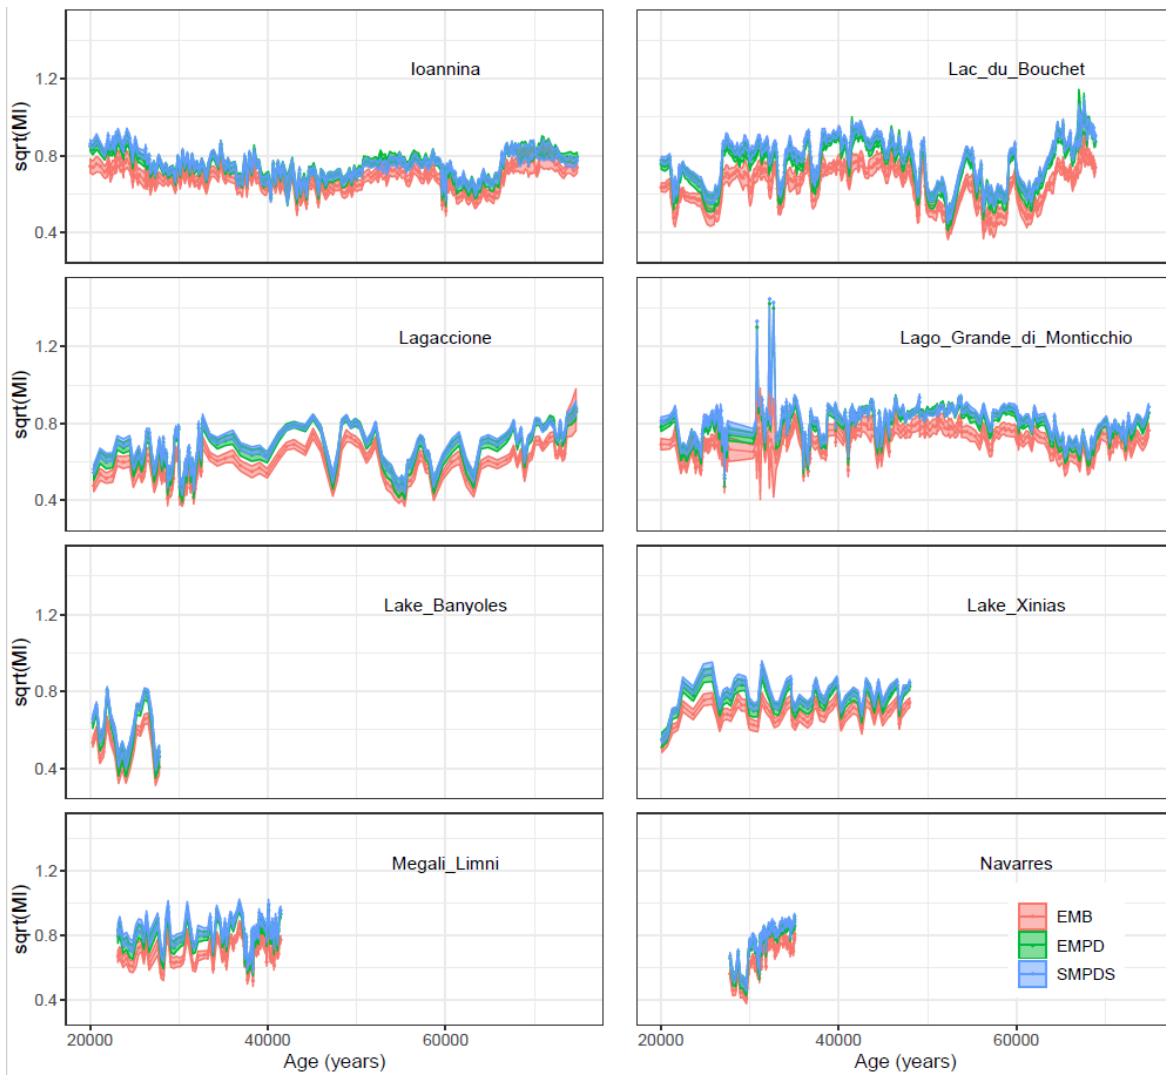 Ioannina
Lac_du_Bouchet
sqrt(MI)
1.2
0.8
0.4
Lagaccione
Lago_Grande_di_Monticchio
sqrt(MI)
1.2
0.8
0.4
Lake_Banyoles
Lake_Xinias
sqrt(MI)
1.2
0.8
0.4
Megali_Limni
Navarres
sqrt(MI)
1.2
0.8
0.4
EMB
EMPD
SMPDS
20000
40000
60000
20000
40000
60000
Age (years)
Age (years)